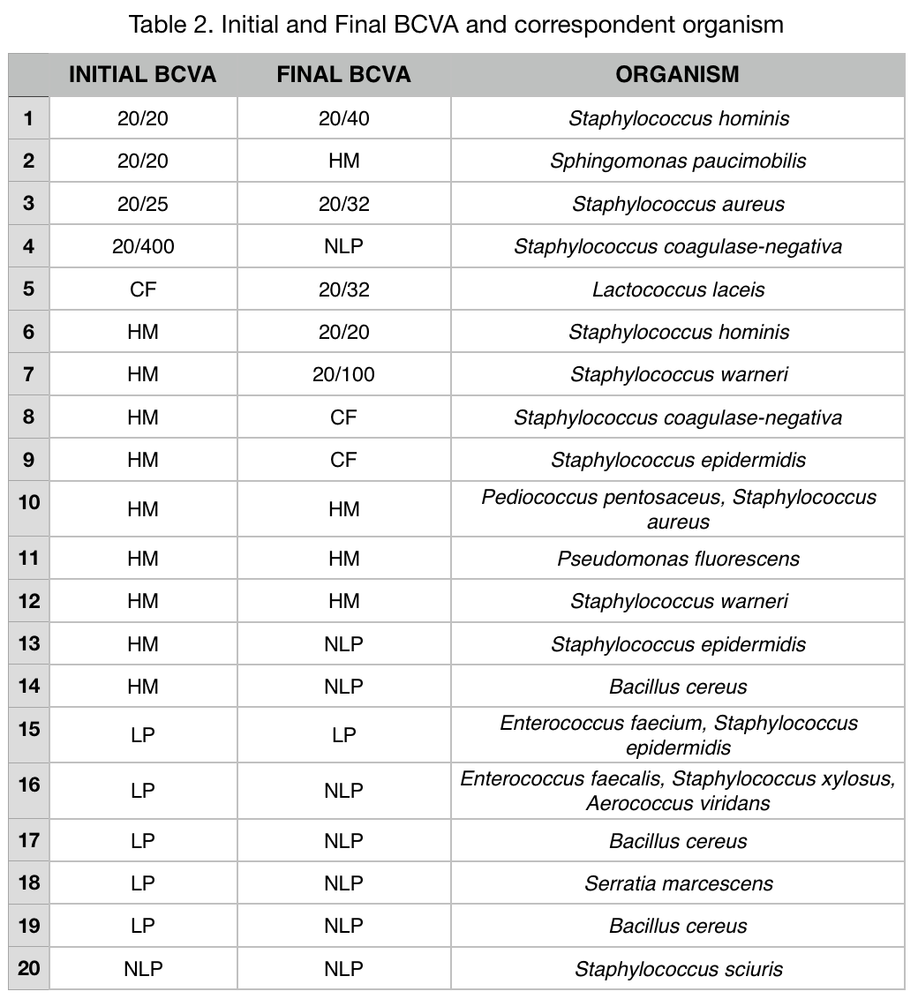 Table 2. Initial and Final BCVA and correspondent organism
INITIAL BCVA FINAL BCVA ORGANISM
1 20/20 20/40 Staphylococcus hominis
2 20/20 HM Sphingomonas paucimobilis
3 20/25 20/32 Staphylococcus aureus
4 20/400 NLP Staphylococcus coagulase-negativa
5 CF 20/32 Lactococcus laceis
6 HM 20/20 Staphylococcus hominis
7 HM 20/100 Staphylococcus warneri
8 HM CF Staphylococcus coagulase-negativa
9 HM CF Staphylococcus epidermidis
10 HM HM Pediococcus pentosaceus, Staphylococcus
aureus
11 HM HM Pseudomonas fluorescens
12 HM HM Staphylococcus warneri
13 HM NLP Staphylococcus epidermidis
14 HM NLP Bacillus cereus
15 LP LP Enterococcus faecium, Staphylococcus
epidermidis
16 LP NLP Enterococcus faecalis, Staphylococcus xylosus,
Aerococcus viridans
17 LP NLP Bacillus cereus
18 LP NLP Serratia marcescens
19 LP NLP Bacillus cereus
20 NLP NLP Staphylococcus sciuris